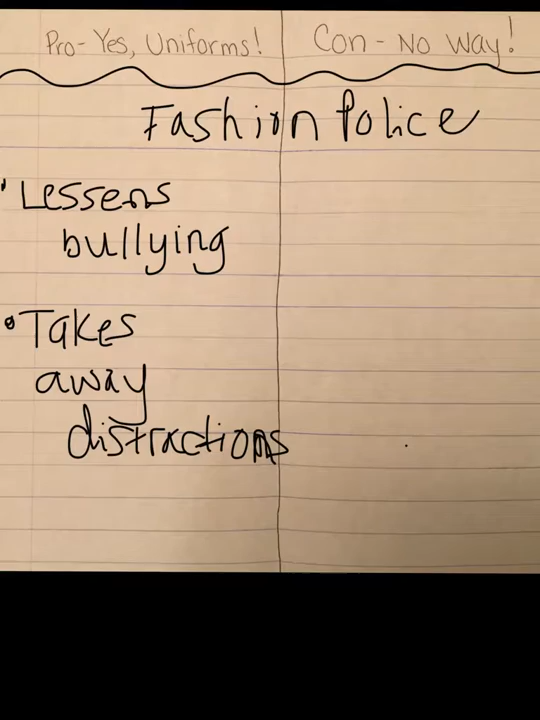 Pro- Yes, Uniforms! Con - No Way!
Fashion Police
Lessens
bullying
Takes
away
distractions